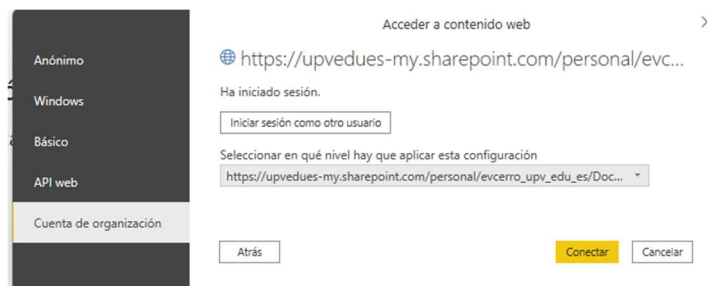 Acceder a contenido web
Anónimo
Windows
Básico
API web
Cuenta de organización
https://upvedues-my.sharepoint.com/personal/evc...
Ha iniciado sesión.
Iniciar sesión como otro usuario
Seleccionar en qué nivel hay que aplicar esta configuración
https://upvedues-my.sharepoint.com/personal/evcerro_upv_edu_es/Doc...
Atrás
Conectar
Cancelar